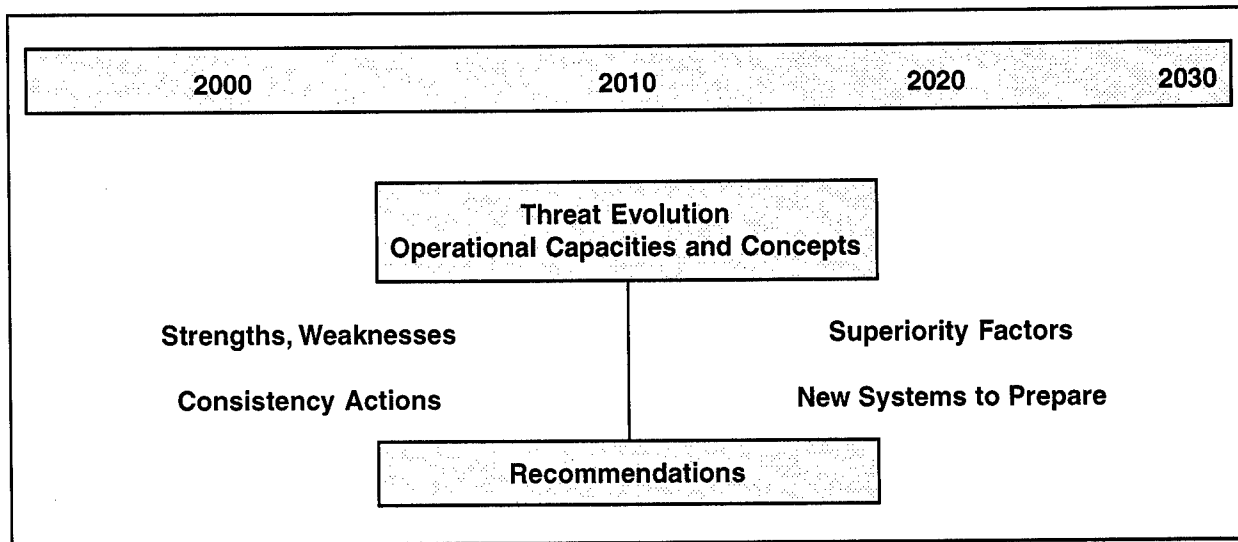 2000 2010 2020 2030
Threat Evolution
Operational Capacities and Concepts
Strengths, Weaknesses Superiority Factors
Consistency Actions New Systems to Prepare
Recommendations